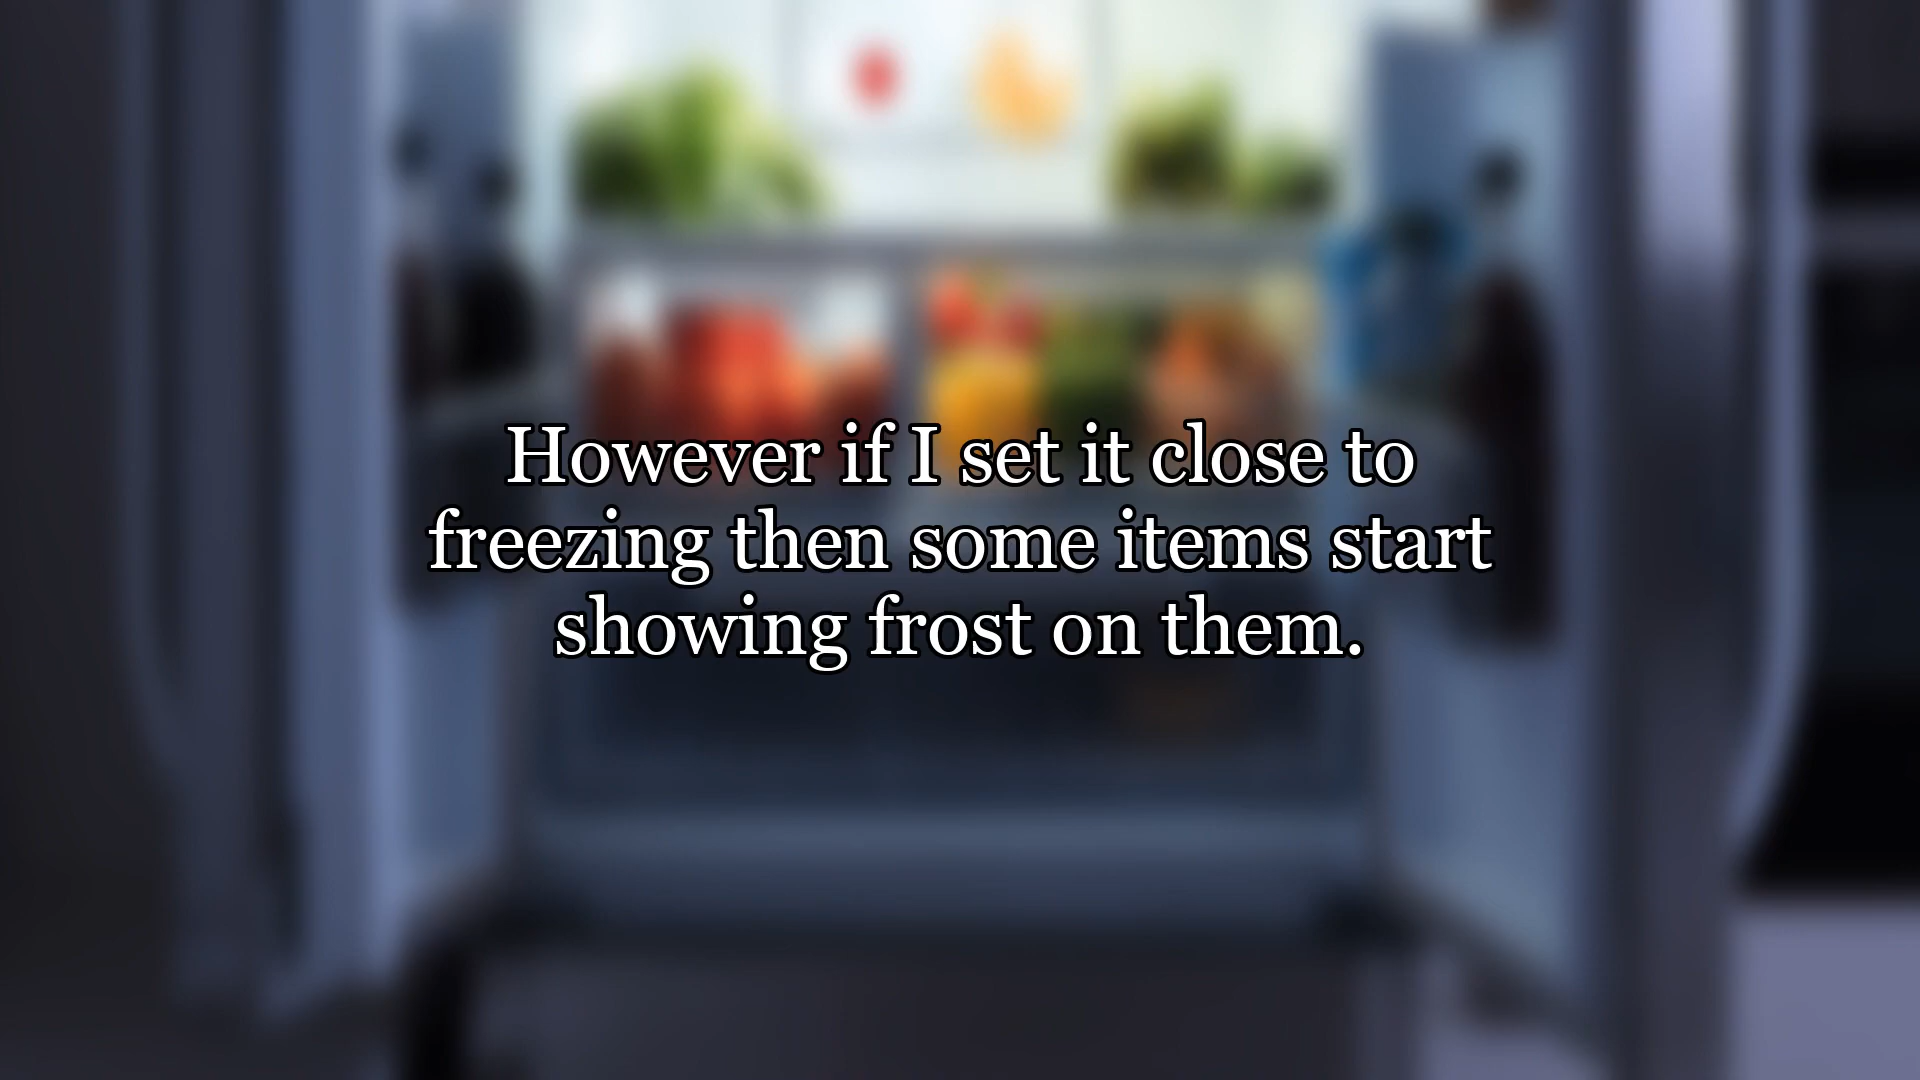 However if I set it close to
freezing then some items start
showing frost on them.